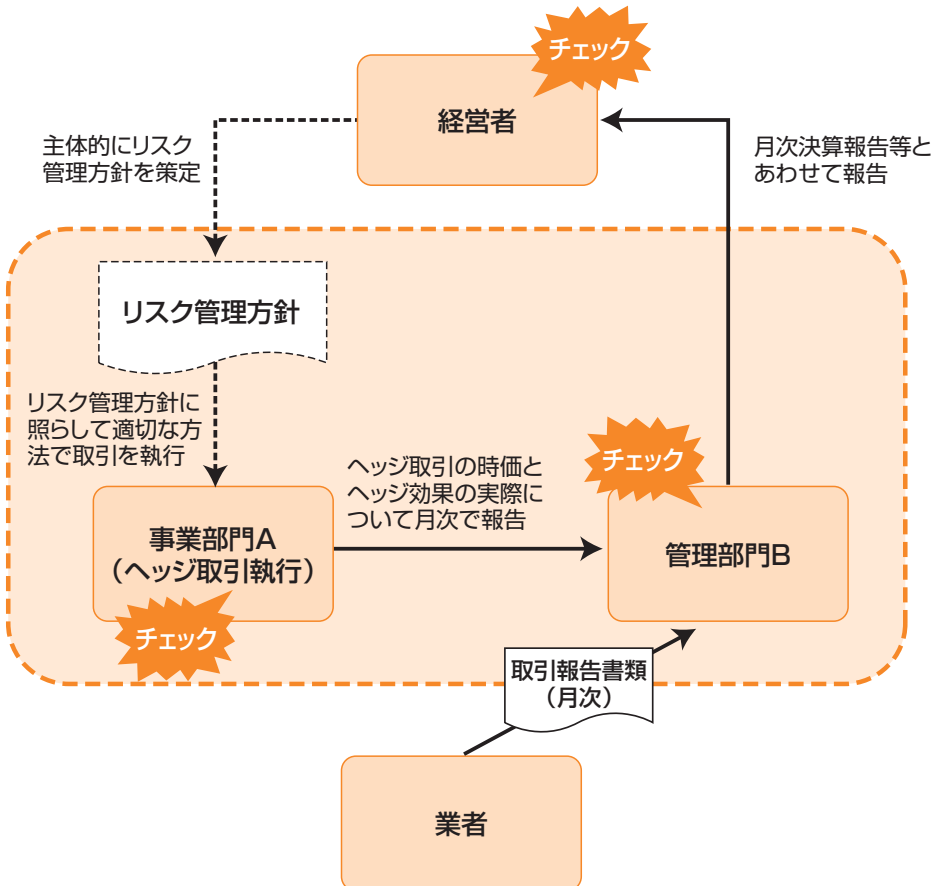 チェック
経営者
主体的にリスク
管理方針を策定
月次決算報告等と
あわせて報告
リスク管理方針
リスク管理方針に
照らして適切な方
法で取引を執行
ヘッジ取引の時価と
ヘッジ効果の実際に
ついて月次で報告
チェック
事業部門A
（ヘッジ取引執行）
チェック
管理部門B
取引報告書類
（月次）
業者